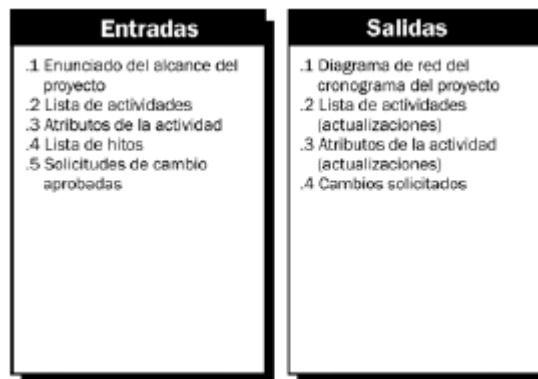 Entradas
.1 Enunciado del alcance del
proyecto
.2 Lista de actividades
.3 Atributos de la actividad
.4 Lista de hitos
.5 Solicitudes de cambio
aprobadas
Salidas
.1 Diagrama de red del
cronograma del proyecto
.2 Lista de actividades
(actualizaciones)
.3 Atributos de la actividad
(actualizaciones)
.4 Cambios solicitados